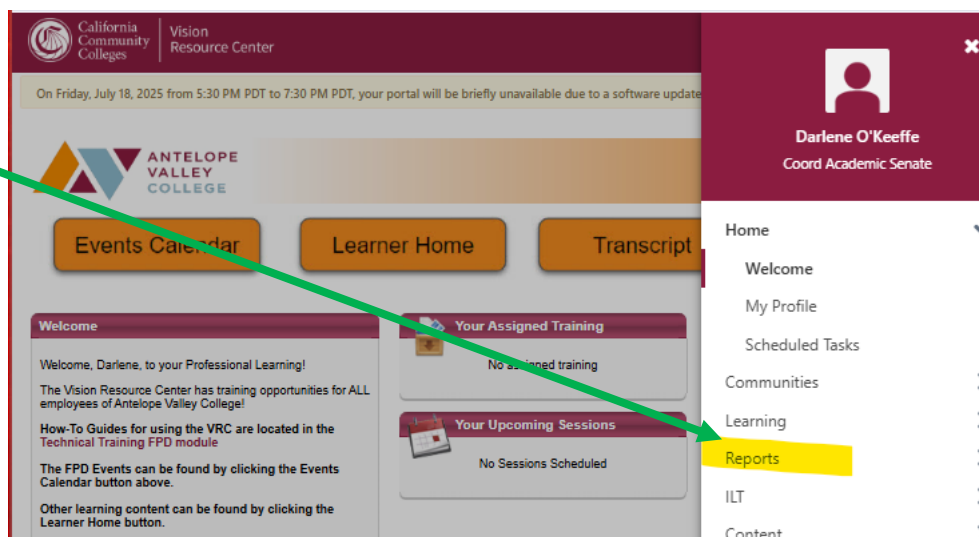 California
Community
Colleges
Vision
Resource Center
On Friday, July 18, 2025 from 5:30 PM PDT to 7:30 PM PDT, your portal will be briefly unavailable due to a software update
ANTELOPE
VALLEY
COLLEGE
Events Calendar
Learner Home
Transcript
Welcome
Welcome, Darlene, to your Professional Learning!
The Vision Resource Center has training opportunities for ALL
employees of Antelope Valley College!
How-To Guides for using the VRC are located in the
Technical Training FPD module
The FPD Events can be found by clicking the Events
Calendar button above.
Other learning content can be found by clicking the
Learner Home button.
Your Assigned Training
No assigned training
Your Upcoming Sessions
No Sessions Scheduled
Darlene O'Keeffe
Coord Academic Senate
Home
Welcome
My Profile
Scheduled Tasks
Communities
Learning
Reports
ILT
Content